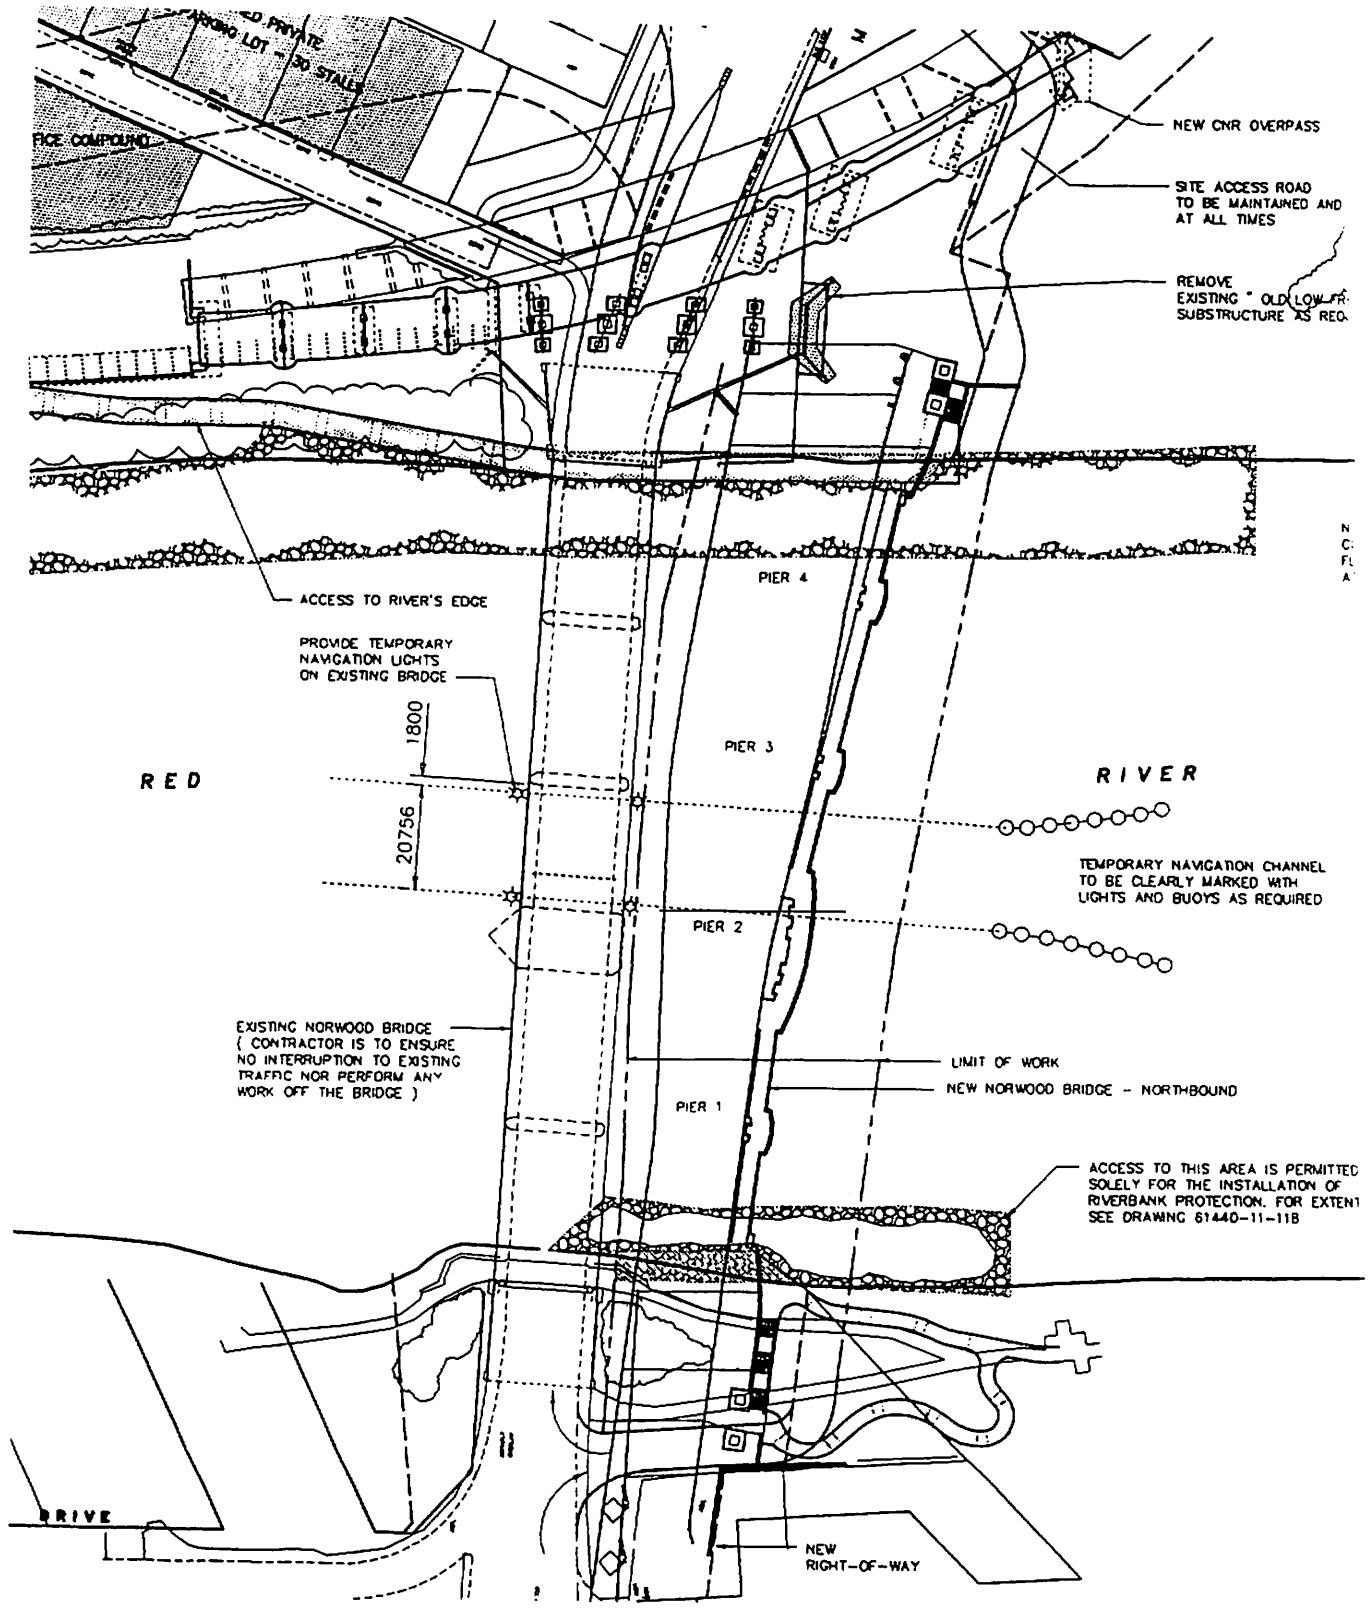 PRIVATE
PARKING LOT - 30 STALLS
FICE COMPOUND
NEW CNR OVERPASS
SITE ACCESS ROAD
TO BE MAINTAINED AND
AT ALL TIMES
REMOVE
EXISTING " OLD LOW FR
SUBSTRUCTURE AS REQ.
PIER 4
ACCESS TO RIVER'S EDGE
PROVIDE TEMPORARY
NAVIGATION LIGHTS
ON EXISTING BRIDGE
1800
20756
RED
PIER 3
RIVER
TEMPORARY NAVIGATION CHANNEL
TO BE CLEARLY MARKED WITH
LIGHTS AND BUOYS AS REQUIRED
PIER 2
EXISTING NORWOOD BRIDGE
( CONTRACTOR IS TO ENSURE
NO INTERRUPTION TO EXISTING
TRAFFIC NOR PERFORM ANY
WORK OFF THE BRIDGE )
LIMIT OF WORK
NEW NORWOOD BRIDGE - NORTHBOUND
PIER 1
ACCESS TO THIS AREA IS PERMITTED
SOLELY FOR THE INSTALLATION OF
RIVERBANK PROTECTION. FOR EXTENT
SEE DRAWING 61440-11-11B
DRIVE
NEW
RIGHT-OF-WAY